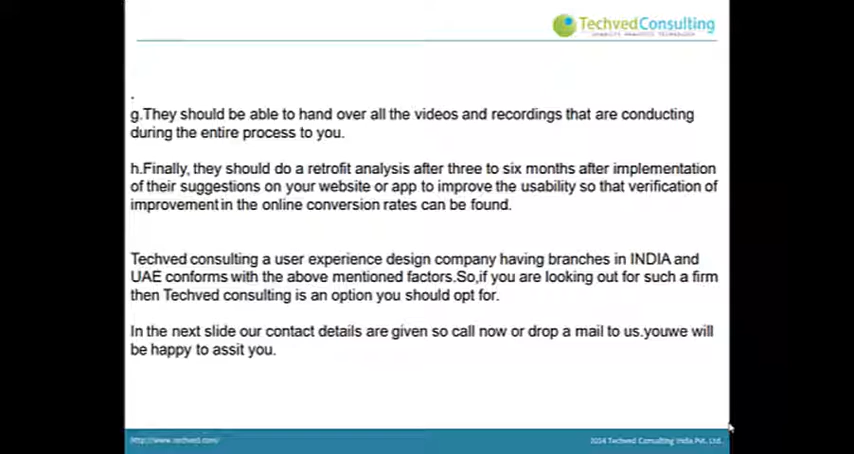 TechvedConsulting
USABILITY ANALYTICS TECHNOLOGY
.
g.They should be able to hand over all the videos and recordings that are conducting
during the entire process to you.
h.Finally, they should do a retrofit analysis after three to six months after implementation
of their suggestions on your website or app to improve the usability so that verification of
improvement in the online conversion rates can be found.
Techved consulting a user experience design company having branches in INDIA and
UAE conforms with the above mentioned factors.So,if you are looking out for such a firm
then Techved consulting is an option you should opt for.
In the next slide our contact details are given so call now or drop a mail to us.youwe will
be happy to assit you.
http://www.techved.com/
2014 Techved Consulting India Pvt. Ltd.